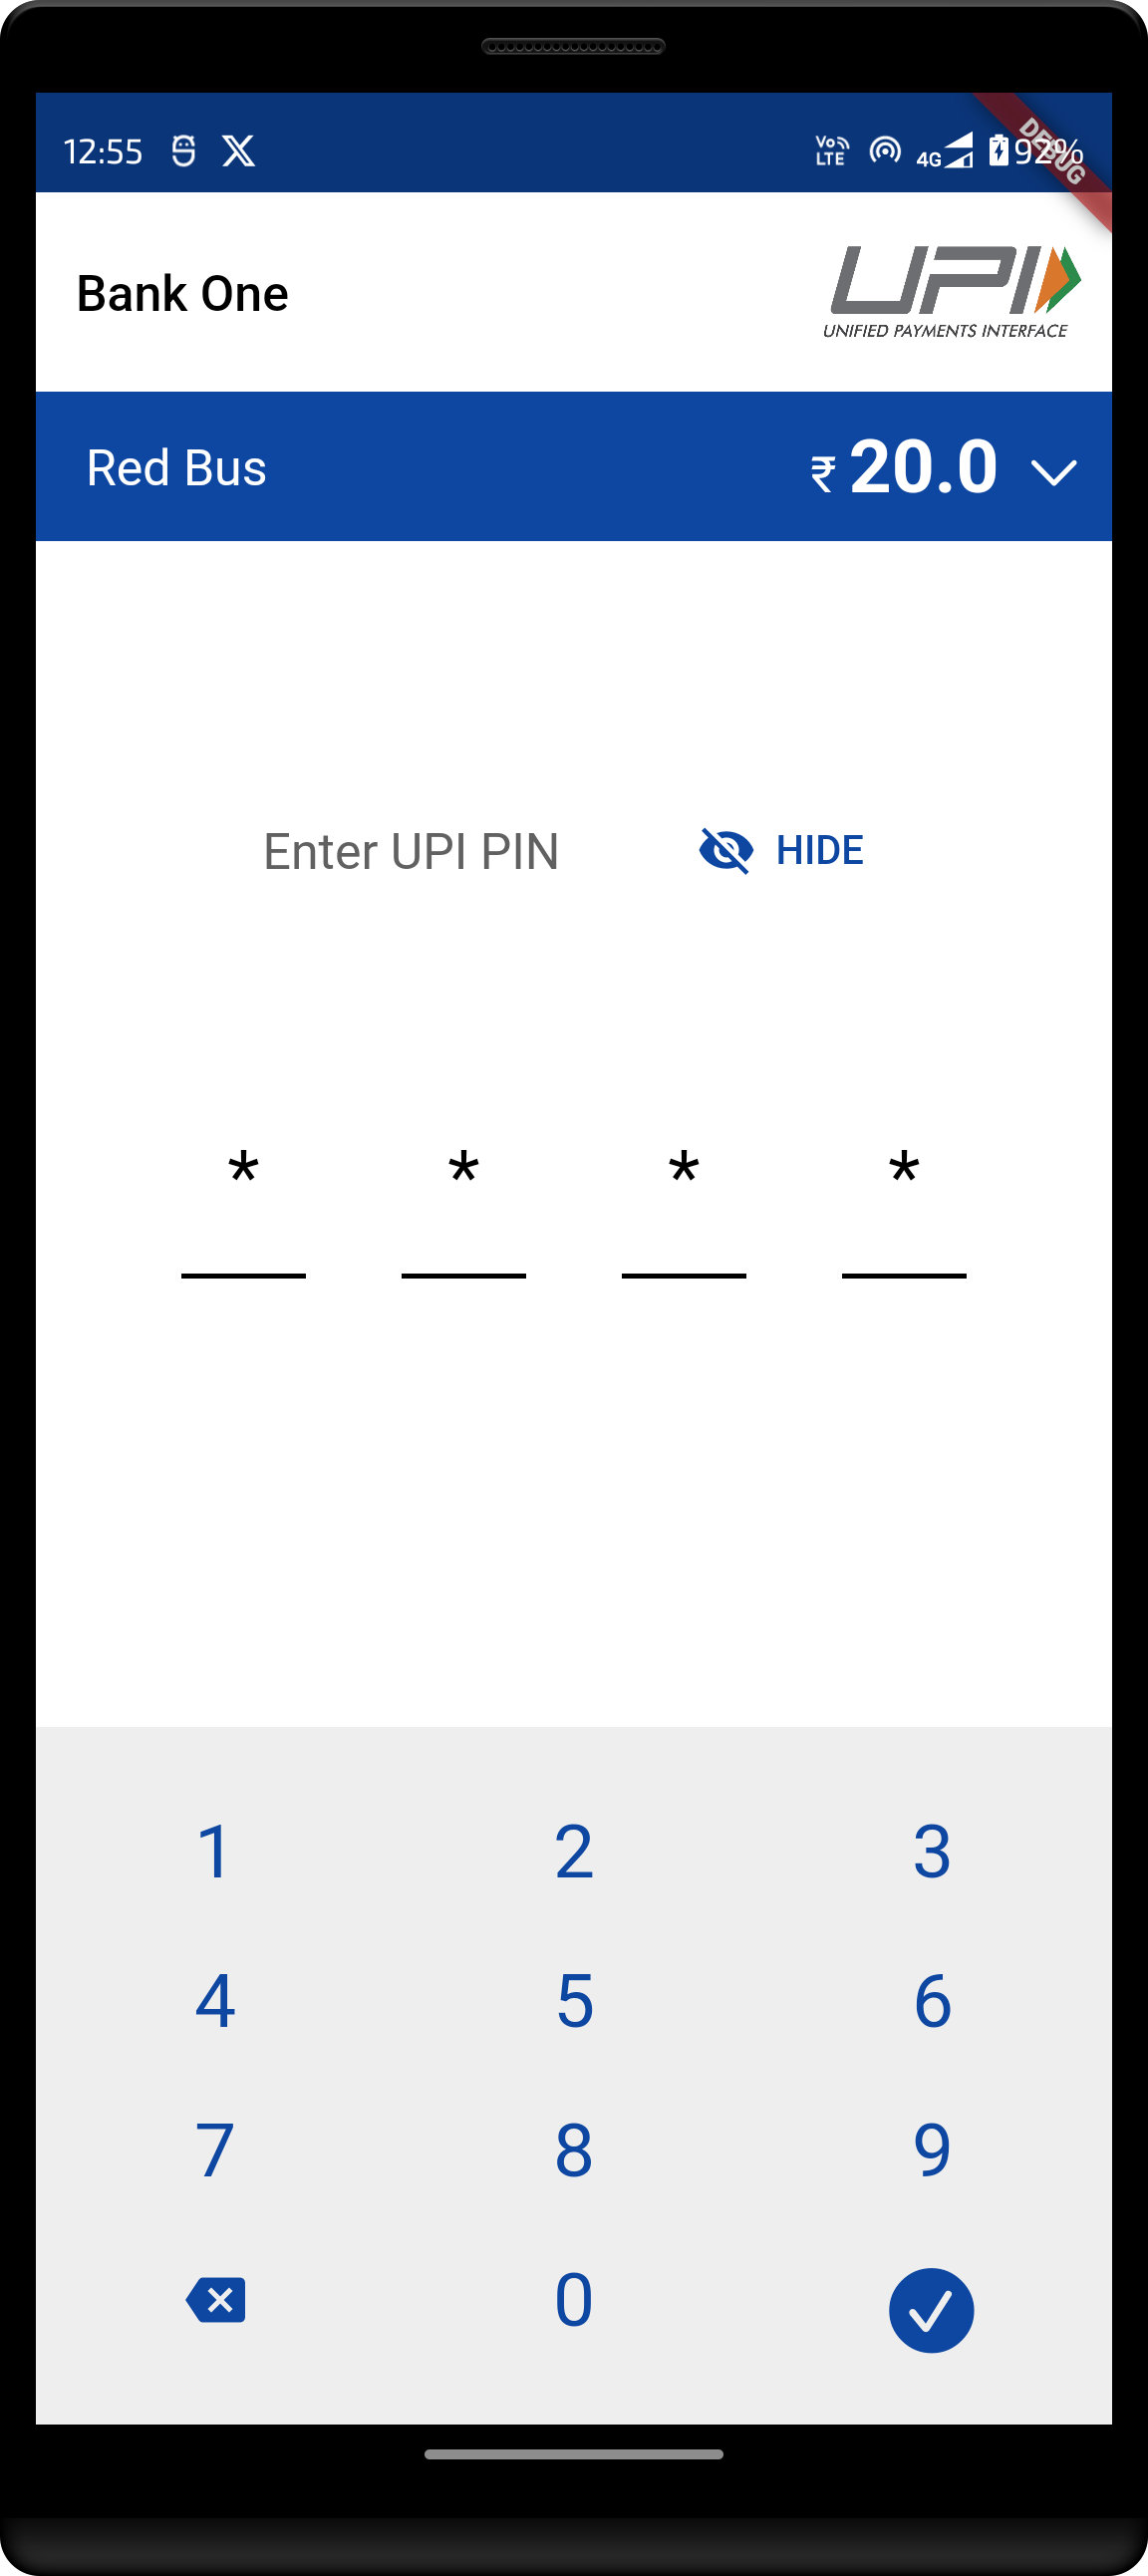 12:55 Vo LTE 4G 92%
DEBUG
Bank One
UPI
UNIFIED PAYMENTS INTERFACE
Red Bus ₹ 20.0
Enter UPI PIN HIDE
* * * *
1 2 3
4 5 6
7 8 9
0